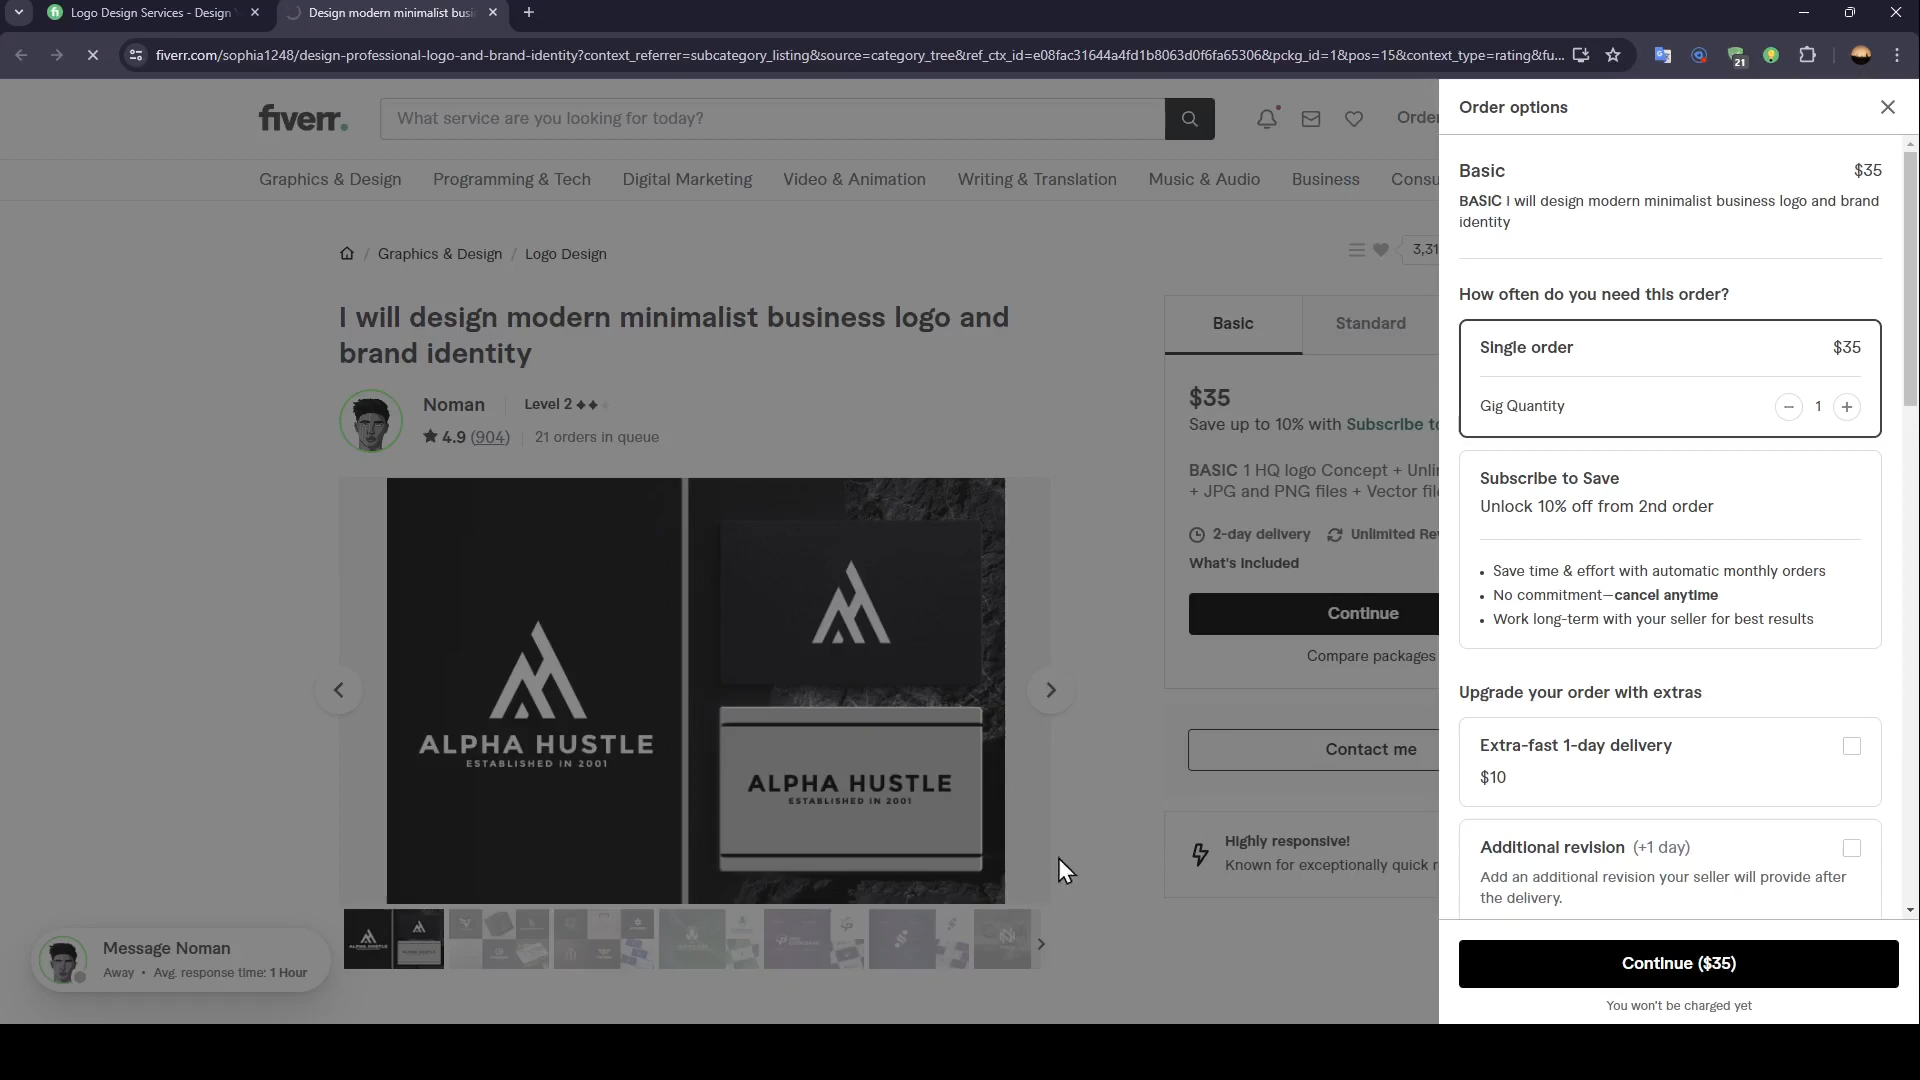 Logo Design Services - Design
Design modern minimalist busi
fiverr.com/sophia1248/design-professional-logo-and-brand-identity?context_referrer=subcategory_listing&source=category_tree&ref_ctx_id=e08fac31644a4fd1b8063d0f6fa65306&pckg_id=1&pos=15&context_type=rating&fu...
21
fiverr.
What service are you looking for today?
Order
Graphics & Design
Programming & Tech
Digital Marketing
Video & Animation
Writing & Translation
Music & Audio
Business
Consu
Graphics & Design / Logo Design
3,31
I will design modern minimalist business logo and
brand identity
Noman
Level 2
4.9 (904)
21 orders in queue
ALPHA HUSTLE
ESTABLISHED IN 2001
ALPHA HUSTLE
ESTABLISHED IN 2001
Message Noman
Away • Avg. response time: 1 Hour
Basic
Standard
$35
Save up to 10% with Subscribe to
BASIC 1 HQ logo Concept + Unli
+ JPG and PNG files + Vector fil
2-day delivery
Unlimited Re
What's Included
Continue
Compare packages
Contact me
Highly responsive!
Known for exceptionally quick r
Order options
Basic
$35
BASIC I will design modern minimalist business logo and brand
identity
How often do you need this order?
Single order
$35
Gig Quantity
1
Subscribe to Save
Unlock 10% off from 2nd order
• Save time & effort with automatic monthly orders
• No commitment—cancel anytime
• Work long-term with your seller for best results
Upgrade your order with extras
Extra-fast 1-day delivery
$10
Additional revision (+1 day)
Add an additional revision your seller will provide after
the delivery.
Continue ($35)
You won't be charged yet